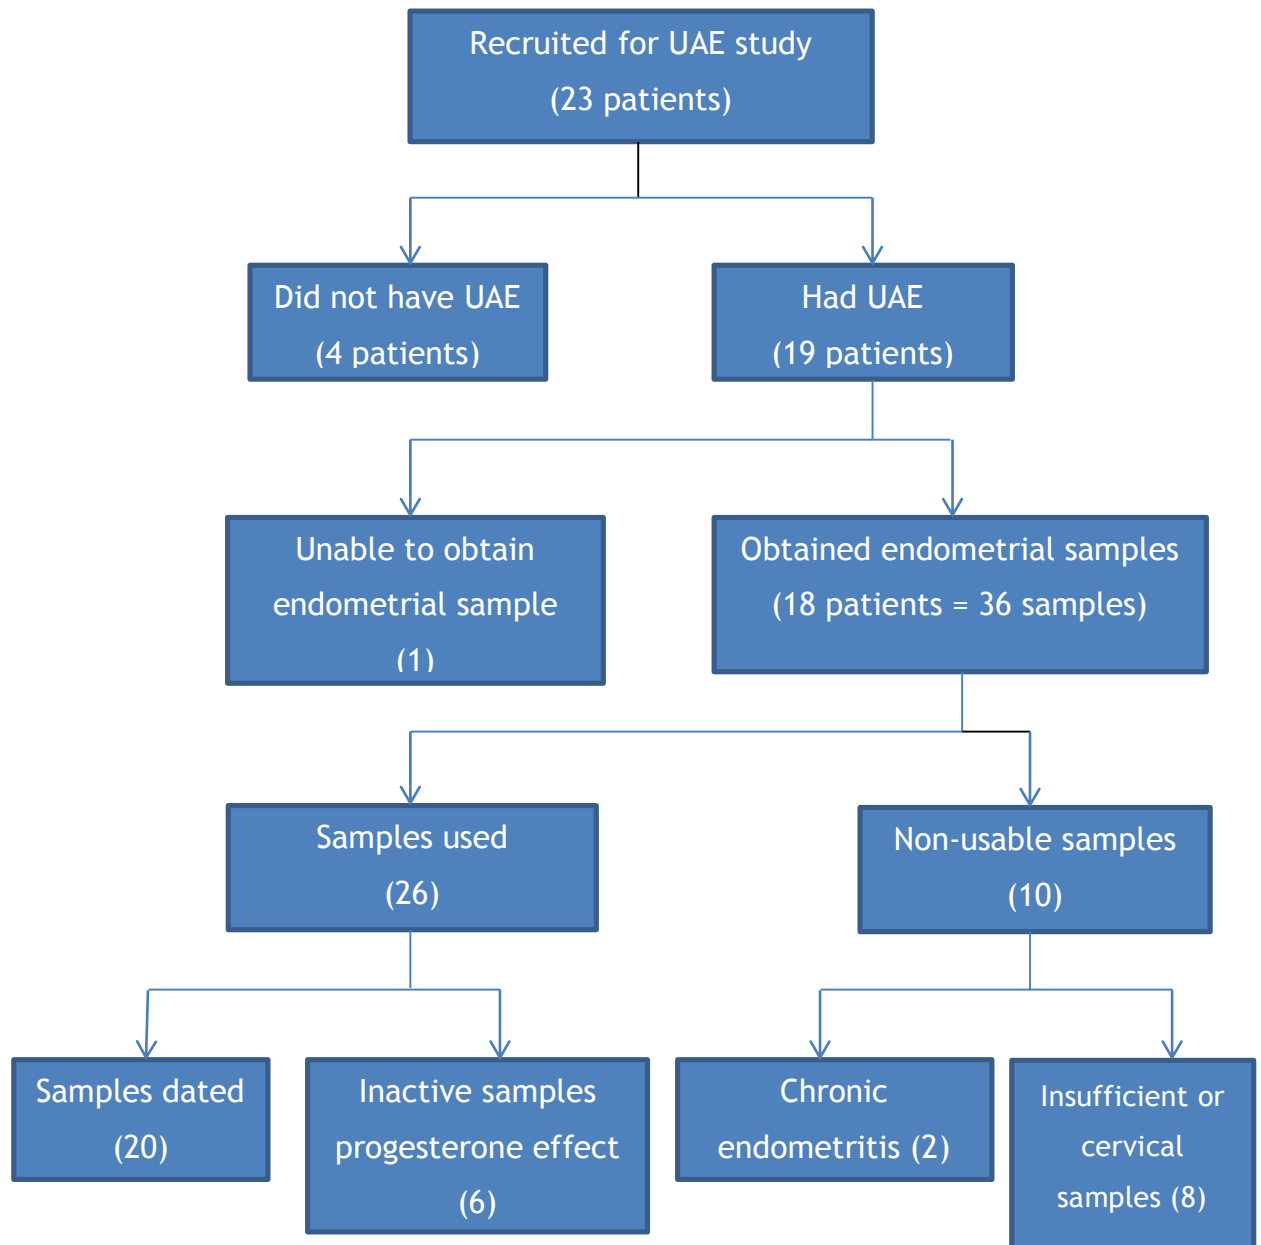 Recruited for UAE study
(23 patients)
Did not have UAE
(4 patients)
Had UAE
(19 patients)
Unable to obtain
endometrial sample
(1)
Obtained endometrial samples
(18 patients = 36 samples)
Samples used
(26)
Non-usable samples
(10)
Samples dated
(20)
Inactive samples
progesterone effect
(6)
Chronic
endometritis (2)
Insufficient or
cervical
samples (8)